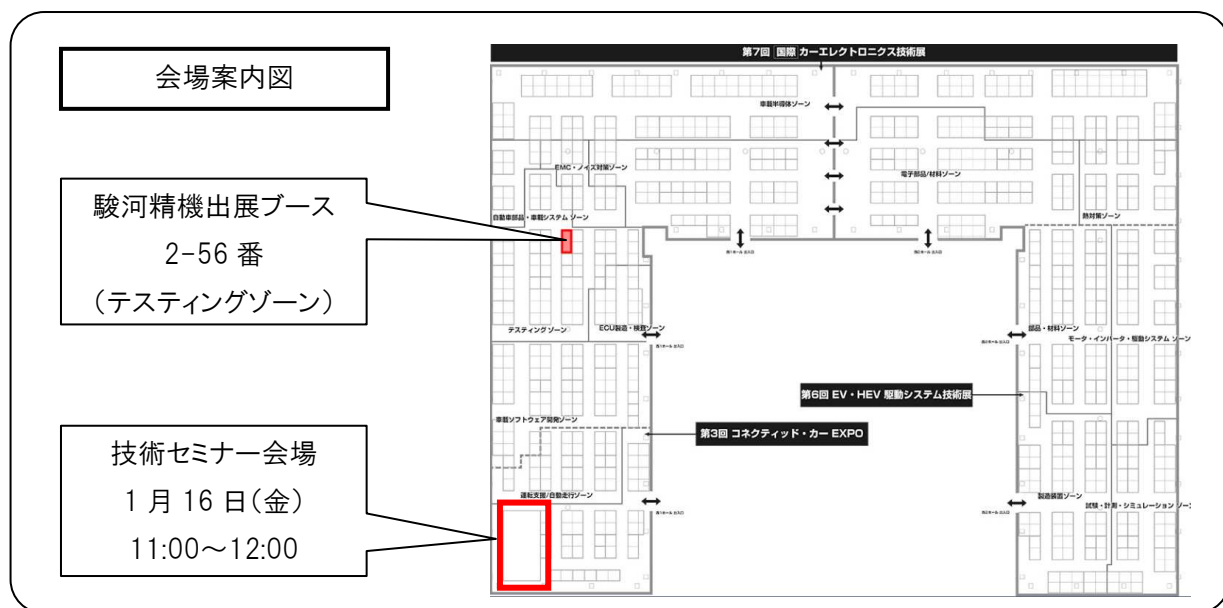 会場案内図
第7回 国際 カーエレクトロニクス技術展
車載半導体ゾーン
EMC・ノイズ対策ゾーン
電子部品/材料ゾーン
駿河精機出展ブース
2-56 番
（テスティングゾーン）
自動車部品・車載システム ゾーン
熱対策ゾーン
テスティング ゾーン
ECU製造・検査ゾーン
部品・材料ゾーン
モータ・インバータ・駆動システム ゾーン
第6回 EV・HEV 駆動システム技術展
車載ソフトウェア開発ゾーン
第3回 コネクティッド・カー EXPO
技術セミナー会場
1 月 16 日（金）
11:00～12:00
運転支援/自動走行ゾーン
製造装置ゾーン
試験・計測・シミュレーション ゾーン